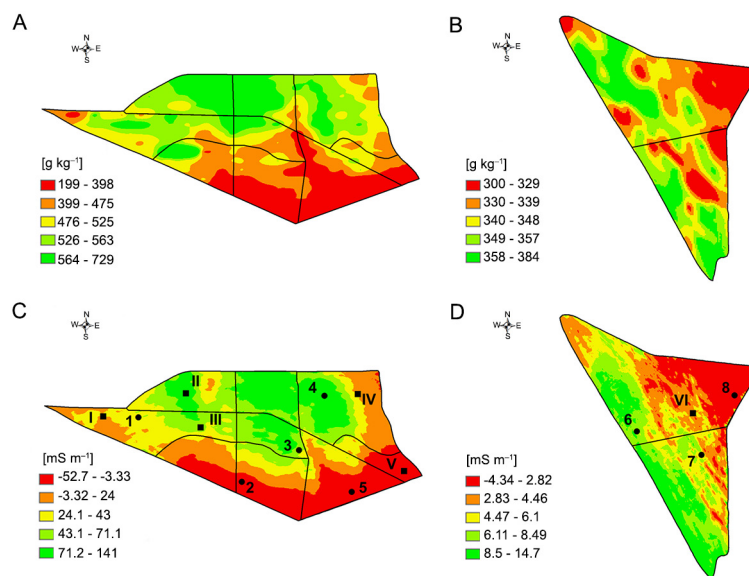 A
N
W E
S
[g kg⁻¹]
199 - 398
399 - 475
476 - 525
526 - 563
564 - 729
B
N
W E
S
[g kg⁻¹]
300 - 329
330 - 339
340 - 348
349 - 357
358 - 384
C
N
W E
S
I
1
II
III
2
3
4
IV
V
5
[mS m⁻¹]
-52.7 - -3.33
-3.32 - 24
24.1 - 43
43.1 - 71.1
71.2 - 141
D
N
W E
S
6
VI
7
8
[mS m⁻¹]
-4.34 - 2.82
2.83 - 4.46
4.47 - 6.1
6.11 - 8.49
8.5 - 14.7